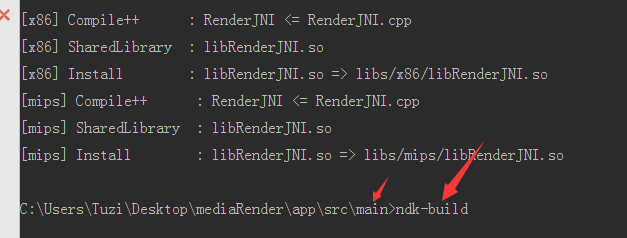 [x86] Compile++      : RenderJNI <= RenderJNI.cpp
[x86] SharedLibrary  : libRenderJNI.so
[x86] Install        : libRenderJNI.so => libs/x86/libRenderJNI.so
[mips] Compile++      : RenderJNI <= RenderJNI.cpp
[mips] SharedLibrary  : libRenderJNI.so
[mips] Install        : libRenderJNI.so => libs/mips/libRenderJNI.so
C:\Users\Tuzi\Desktop\mediaRender\app\src\main>ndk-build